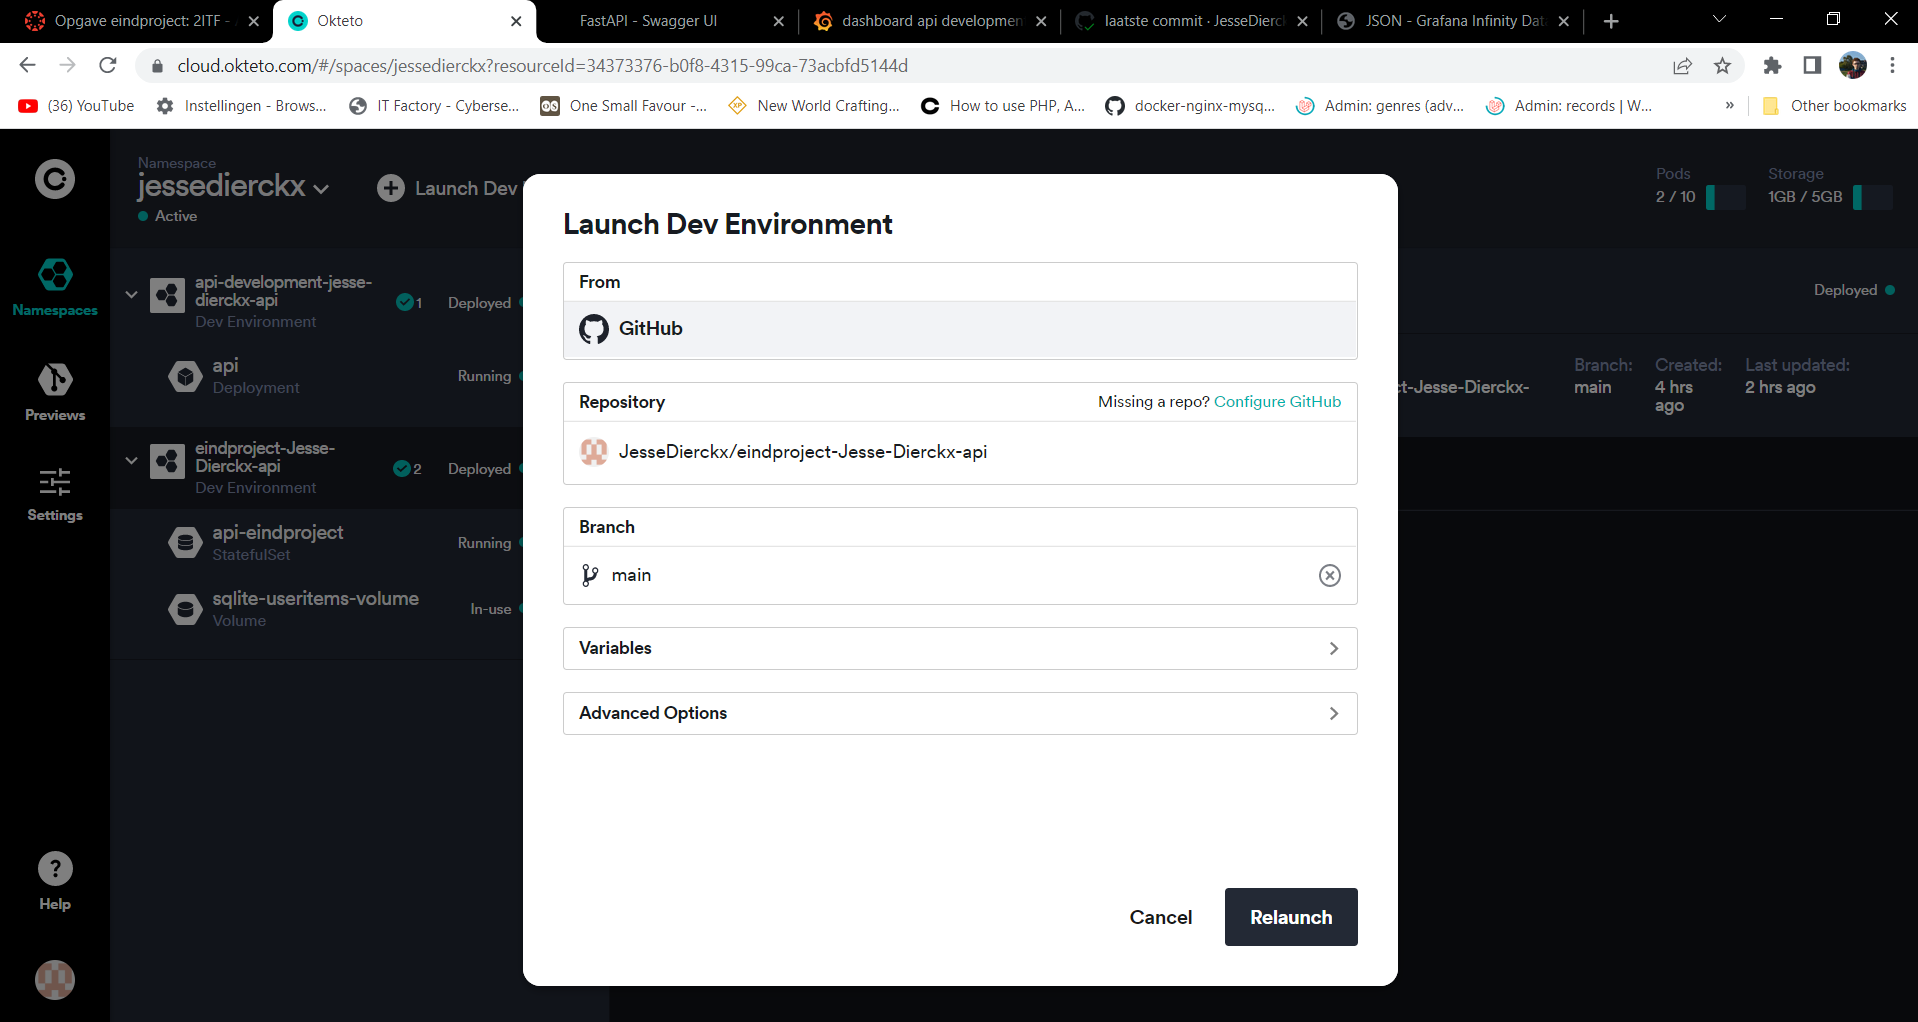 Opgave eindproject: 2ITF -
Okteto
FastAPI - Swagger UI
dashboard api developmen
laatste commit · JesseDierck
JSON - Grafana Infinity Dat
cloud.okteto.com/#/spaces/jessedierckx?resourceId=34373376-b0f8-4315-99ca-73acbfd5144d
(36) YouTube
Instellingen - Brows...
IT Factory - Cyberse...
One Small Favour -...
New World Crafting...
How to use PHP, A...
docker-nginx-mysq...
Admin: genres (adv...
Admin: records | W...
»
Other bookmarks
Namespace
jessedierckx
Active
Launch Dev
Pods
2 / 10
Storage
1GB / 5GB
Namespaces
Previews
Settings
Help
api-development-jesse-
dierckx-api
Dev Environment
1
Deployed
api
Deployment
Running
eindproject-Jesse-
Dierckx-api
Dev Environment
2
Deployed
api-eindproject
StatefulSet
Running
sqlite-useritems-volume
Volume
In-use
Launch Dev Environment
From
GitHub
Repository
Missing a repo? Configure GitHub
JesseDierckx/eindproject-Jesse-Dierckx-api
Branch
main
Variables
Advanced Options
Cancel
Relaunch
Deployed
ct-Jesse-Dierckx-
Branch:
main
Created:
4 hrs
ago
Last updated:
2 hrs ago